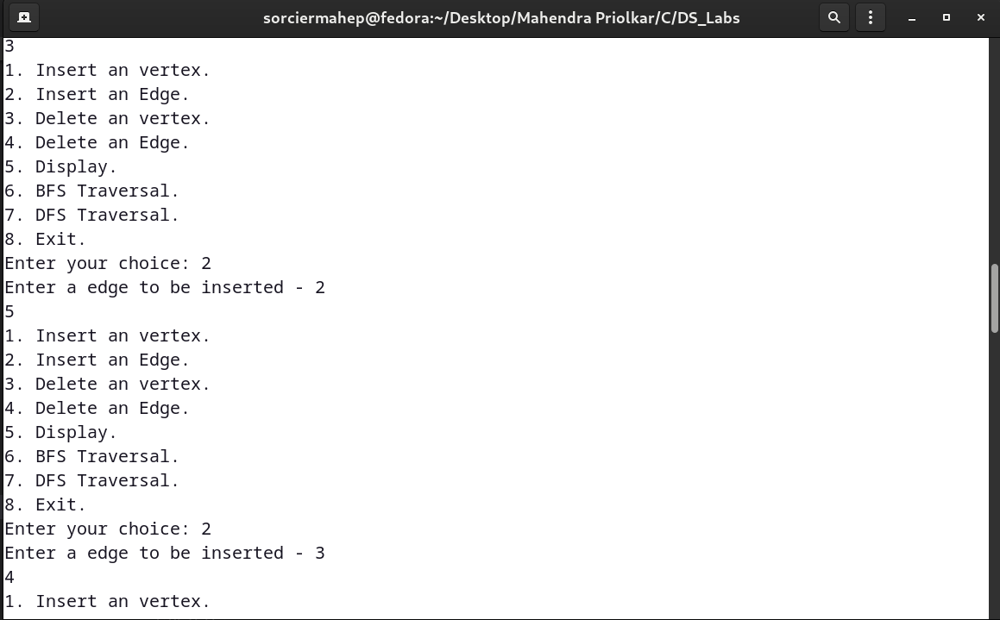 sorciermahep@fedora:~/Desktop/Mahendra Priolkar/C/DS_Labs
3
1. Insert an vertex.
2. Insert an Edge.
3. Delete an vertex.
4. Delete an Edge.
5. Display.
6. BFS Traversal.
7. DFS Traversal.
8. Exit.
Enter your choice: 2
Enter a edge to be inserted - 2
5
1. Insert an vertex.
2. Insert an Edge.
3. Delete an vertex.
4. Delete an Edge.
5. Display.
6. BFS Traversal.
7. DFS Traversal.
8. Exit.
Enter your choice: 2
Enter a edge to be inserted - 3
4
1. Insert an vertex.